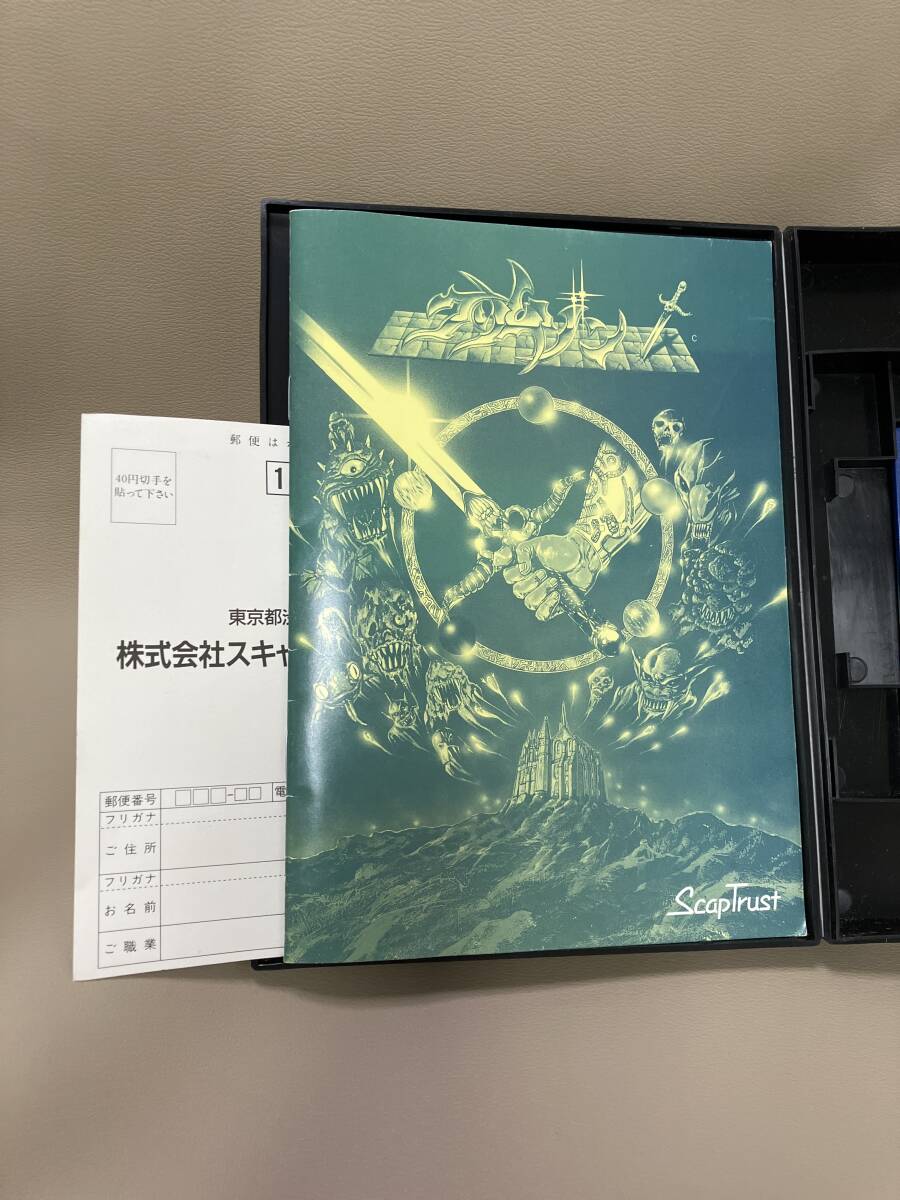 郵便は
40円切手を
貼って下さい
1
東京都
株式会社スキャ
郵便番号
電
フリガナ
ご住所
フリガナ
お名前
ご職業
C
ScapTrust